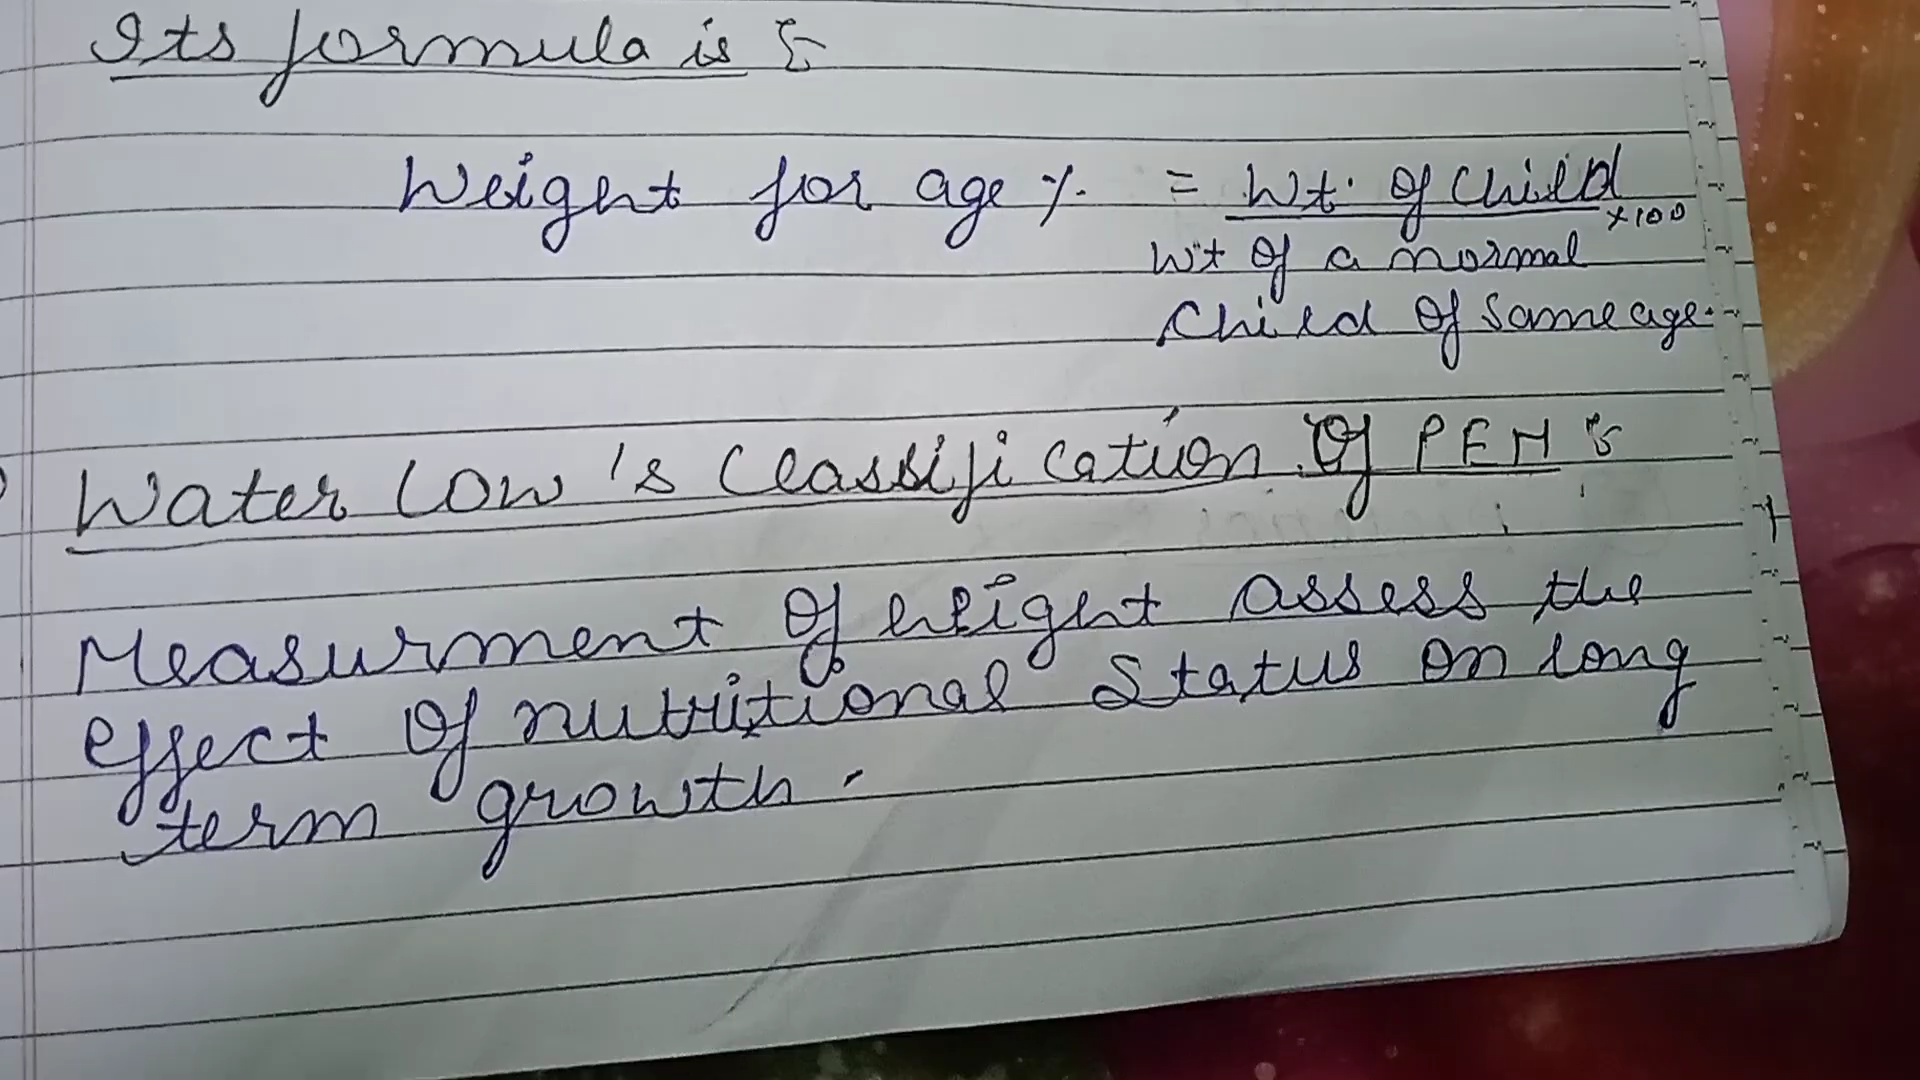 Its formula is :-
Weight for age % = Wt. of Child ×100
Wt of a normal
Child of same age.
Water Low's Classification Of PEM :-
Measurment Of height assess the
effect Of nutritional Status on long
term growth.